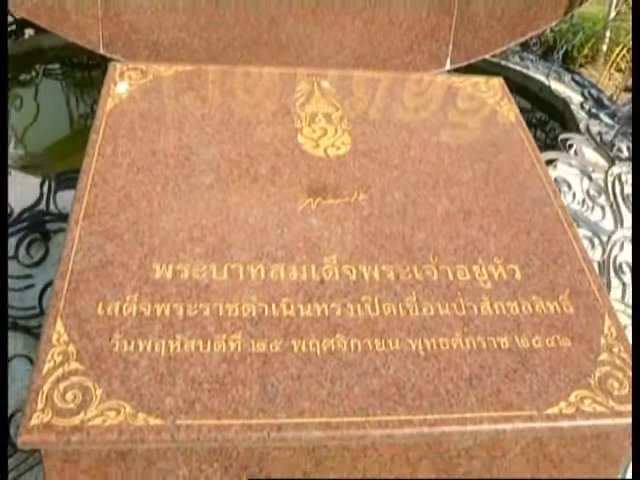 พระบาทสมเด็จพระเจ้าอยู่หัว
เสด็จพระราชดำเนินทรงเปิดเขื่อนป่าสักชลสิทธิ์
วันพฤหัสบดีที่ ๒๕ พฤศจิกายน พุทธศักราช ๒๕๔๒